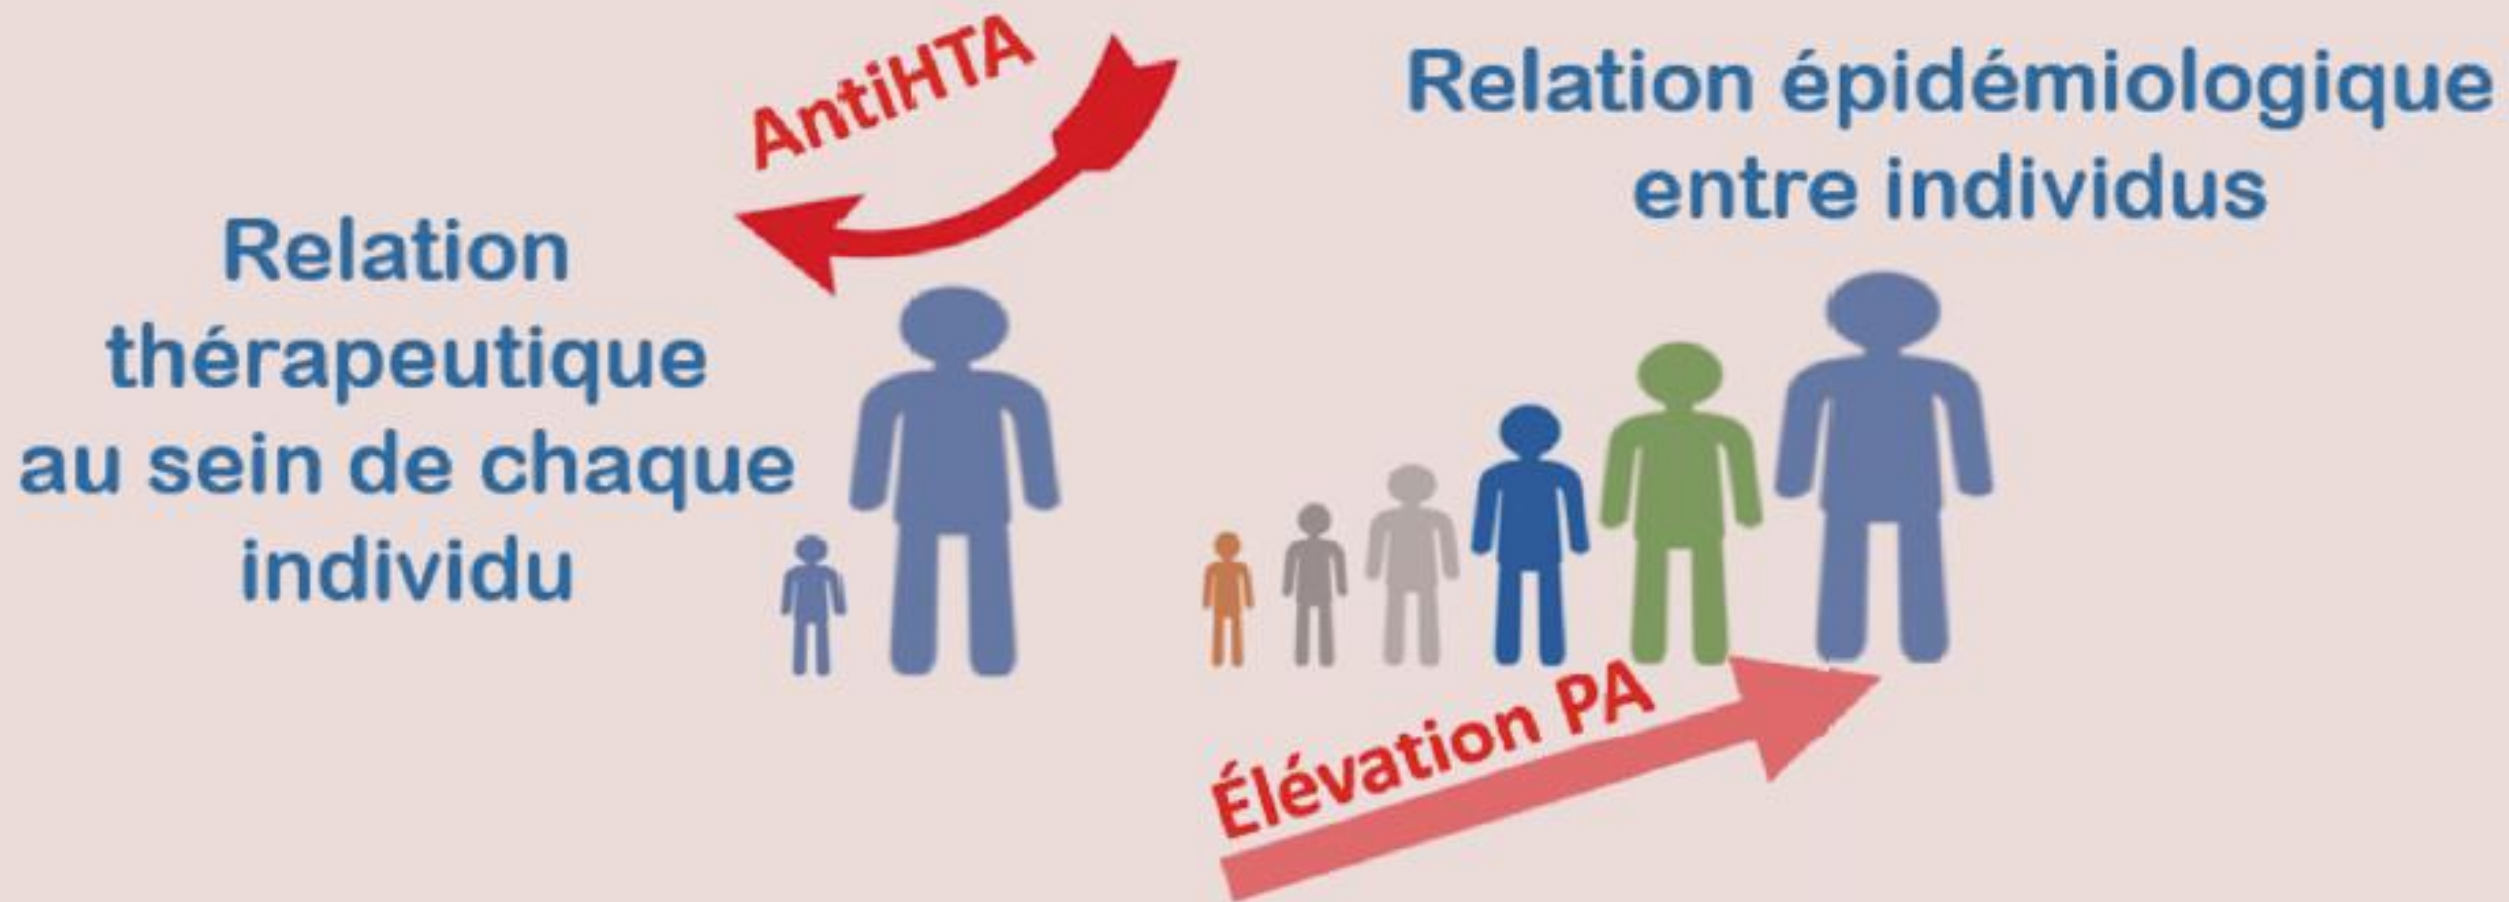 AntiHTA
Relation
thérapeutique
au sein de chaque
individu
Relation épidémiologique
entre individus
Élévation PA